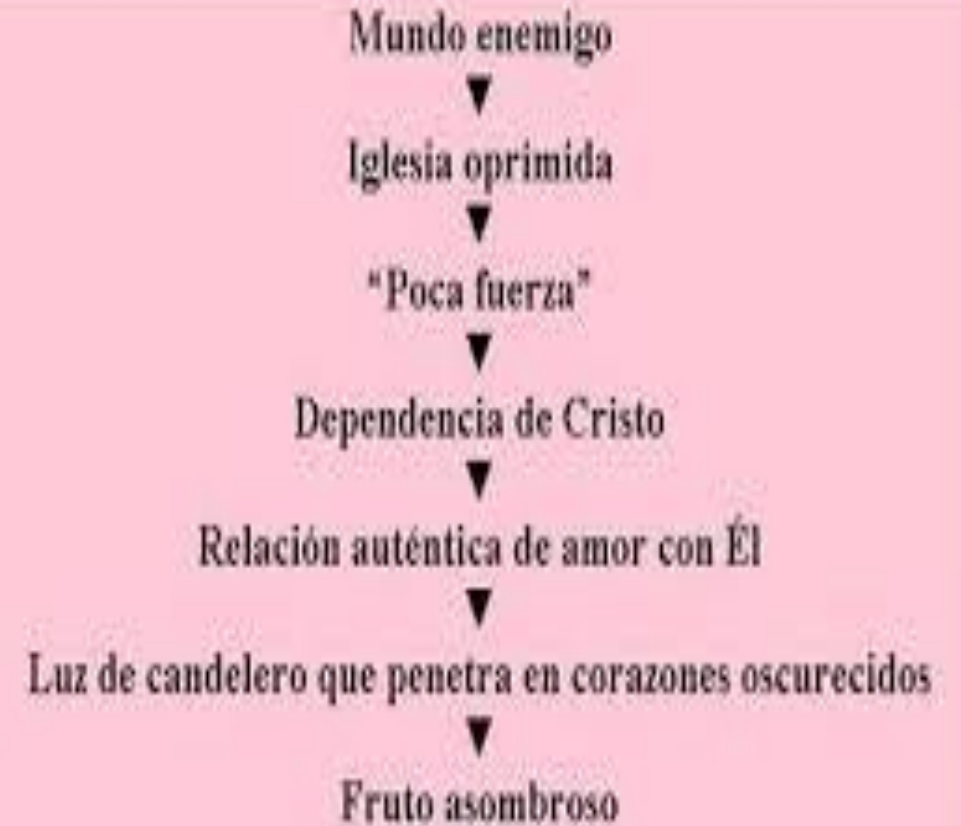 Mundo enemigo
Iglesia oprimida
“Poca fuerza”
Dependencia de Cristo
Relación auténtica de amor con Él
Luz de candelero que penetra en corazones oscurecidos
Fruto asombroso